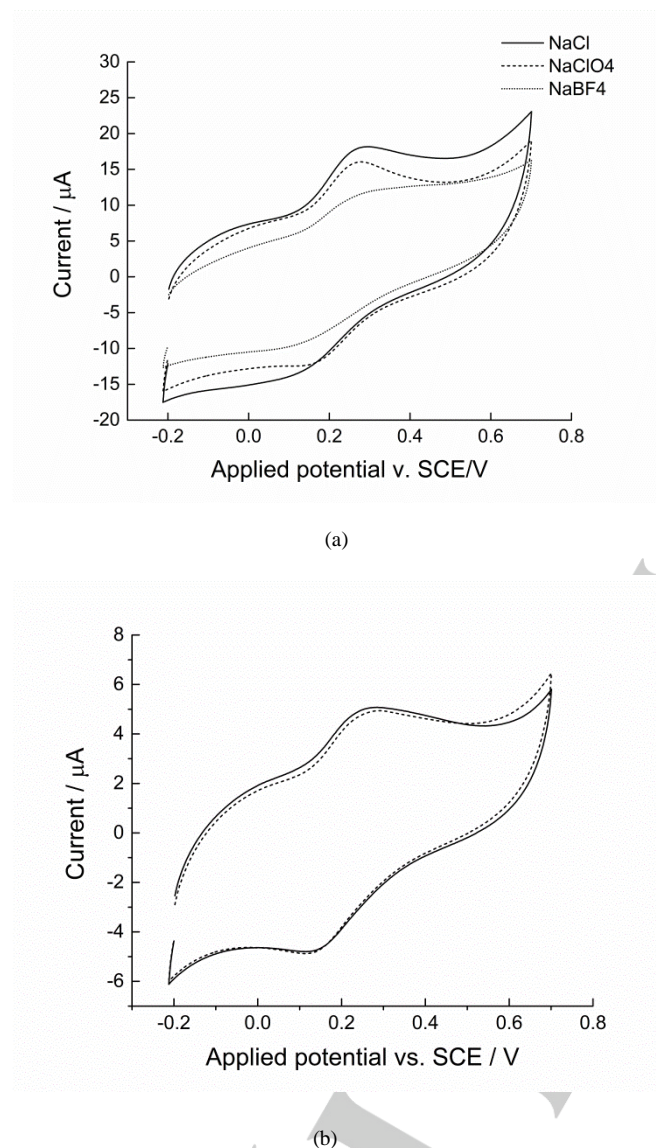 NaCl
NaClO4
NaBF4
30
25
20
15
10
5
0
-5
-10
-15
-20
Current / μA
-0.2 0.0 0.2 0.4 0.6 0.8
Applied potential v. SCE/V
(a)
8
6
4
2
0
-2
-4
-6
Current / μA
-0.2 0.0 0.2 0.4 0.6 0.8
Applied potential vs. SCE / V
(b)